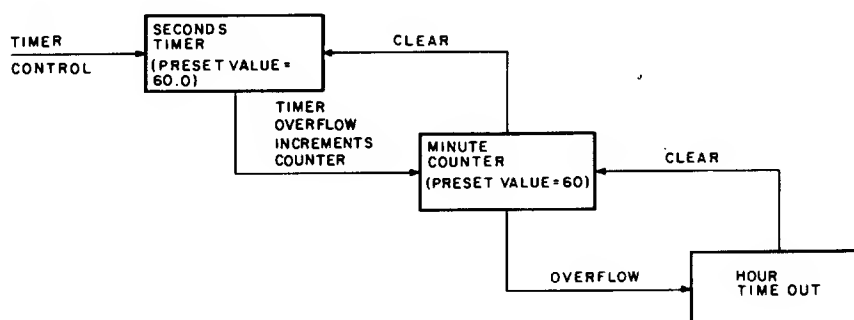 TIMER
CONTROL
SECONDS
TIMER
(PRESET VALUE=
60.0)
CLEAR
TIMER
OVERFLOW
INCREMENTS
COUNTER
MINUTE
COUNTER
(PRESET VALUE=60)
CLEAR
OVERFLOW
HOUR
TIME OUT